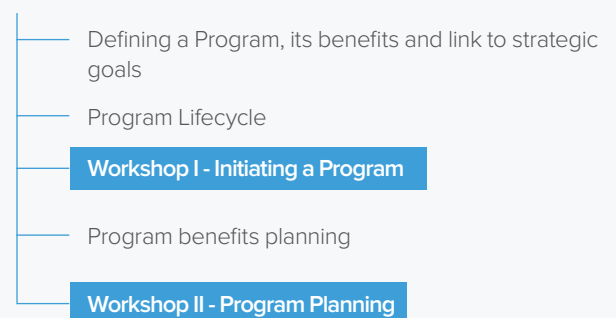 Defining a Program, its benefits and link to strategic
goals
Program Lifecycle
Workshop I - Initiating a Program
Program benefits planning
Workshop II - Program Planning